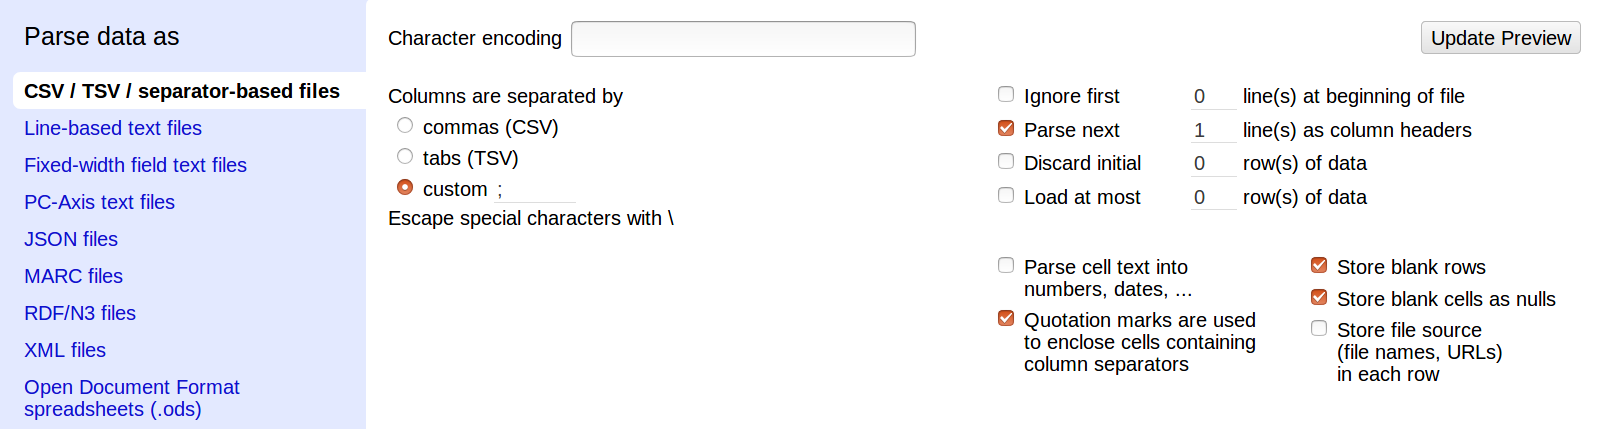 Parse data as
CSV / TSV / separator-based files
Line-based text files
Fixed-width field text files
PC-Axis text files
JSON files
MARC files
RDF/N3 files
XML files
Open Document Format
spreadsheets (.ods)
Character encoding
Update Preview
Columns are separated by
commas (CSV)
tabs (TSV)
custom ;
Escape special characters with \
Ignore first 0 line(s) at beginning of file
Parse next 1 line(s) as column headers
Discard initial 0 row(s) of data
Load at most 0 row(s) of data
Parse cell text into
numbers, dates, ...
Quotation marks are used
to enclose cells containing
column separators
Store blank rows
Store blank cells as nulls
Store file source
(file names, URLs)
in each row